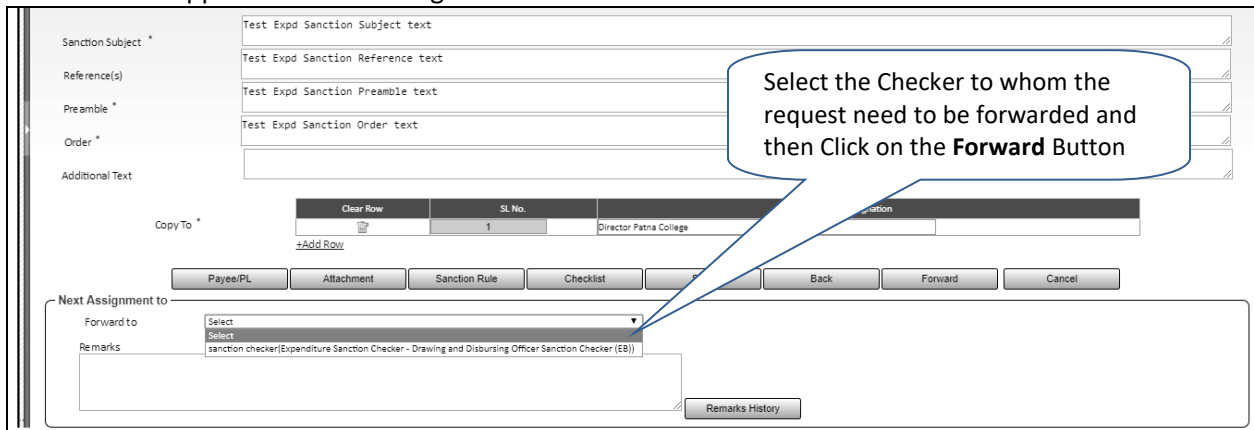 Sanction Subject *
Test Expd Sanction Subject text
Reference(s)
Test Expd Sanction Reference text
Preamble *
Test Expd Sanction Preamble text
Order *
Test Expd Sanction Order text
Additional Text
Select the Checker to whom the
request need to be forwarded and
then Click on the Forward Button
Copy To *
Clear Row SL No.
1 Director Patna College
+Add Row
Payee/PL Attachment Sanction Rule Checklist Back Forward Cancel
Next Assignment to
Forward to Select
Select
sanction checker(Expenditure Sanction Checker - Drawing and Disbursing Officer Sanction Checker (EB))
Remarks
Remarks History